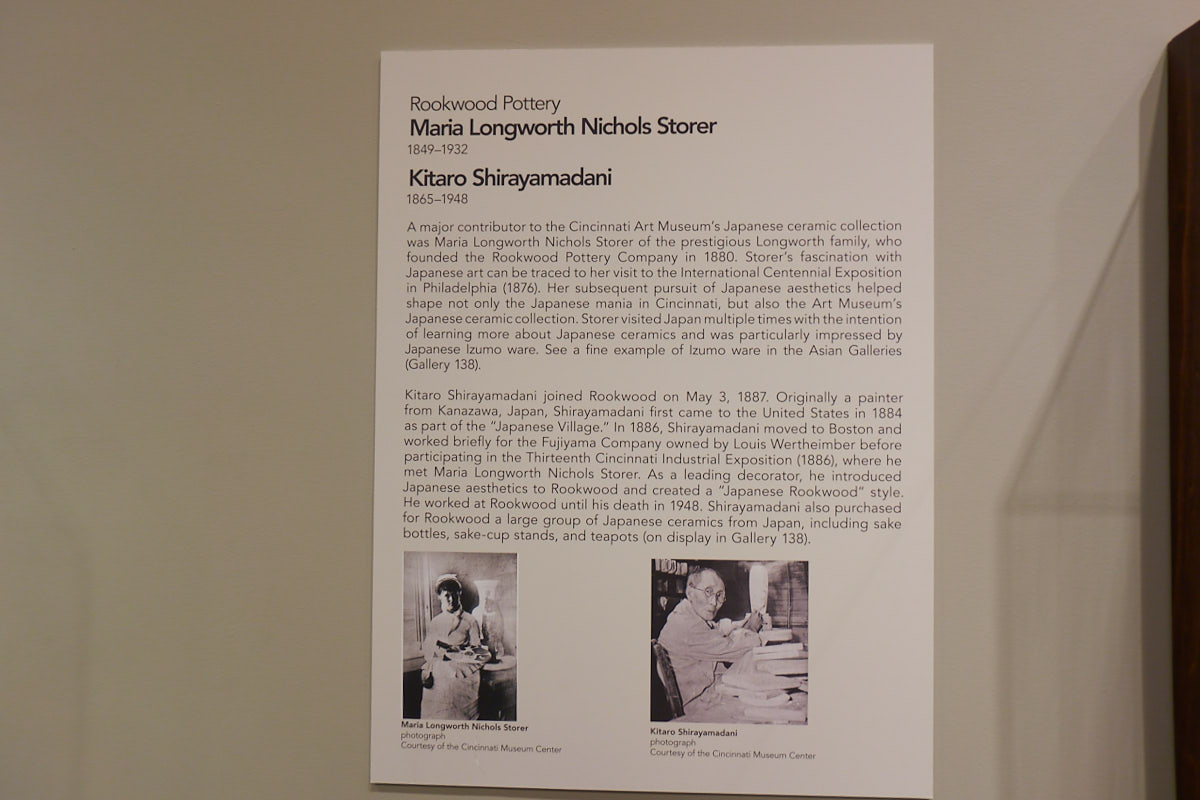 Rookwood Pottery
Maria Longworth Nichols Storer
1849–1932
Kitaro Shirayamadani
1865–1948
A major contributor to the Cincinnati Art Museum's Japanese ceramic collection
was Maria Longworth Nichols Storer of the prestigious Longworth family, who
founded the Rookwood Pottery Company in 1880. Storer's fascination with
Japanese art can be traced to her visit to the International Centennial Exposition
in Philadelphia (1876). Her subsequent pursuit of Japanese aesthetics helped
shape not only the Japanese mania in Cincinnati, but also the Art Museum's
Japanese ceramic collection. Storer visited Japan multiple times with the intention
of learning more about Japanese ceramics and was particularly impressed by
Japanese Izumo ware. See a fine example of Izumo ware in the Asian Galleries
(Gallery 138).
Kitaro Shirayamadani joined Rookwood on May 3, 1887. Originally a painter
from Kanazawa, Japan, Shirayamadani first came to the United States in 1884
as part of the "Japanese Village." In 1886, Shirayamadani moved to Boston and
worked briefly for the Fujiyama Company owned by Louis Wertheimber before
participating in the Thirteenth Cincinnati Industrial Exposition (1886), where he
met Maria Longworth Nichols Storer. As a leading decorator, he introduced
Japanese aesthetics to Rookwood and created a "Japanese Rookwood" style.
He worked at Rookwood until his death in 1948. Shirayamadani also purchased
for Rookwood a large group of Japanese ceramics from Japan, including sake
bottles, sake-cup stands, and teapots (on display in Gallery 138).
Maria Longworth Nichols Storer
photograph
Courtesy of the Cincinnati Museum Center
Kitaro Shirayamadani
photograph
Courtesy of the Cincinnati Museum Center